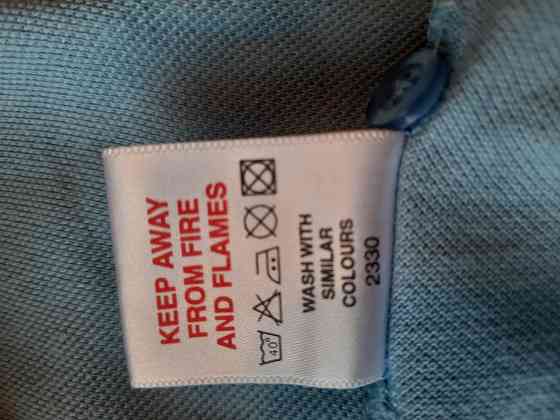 KEEP AWAY
FROM FIRE
AND FLAMES
40°
WASH WITH
SIMILAR
COLOURS
2330